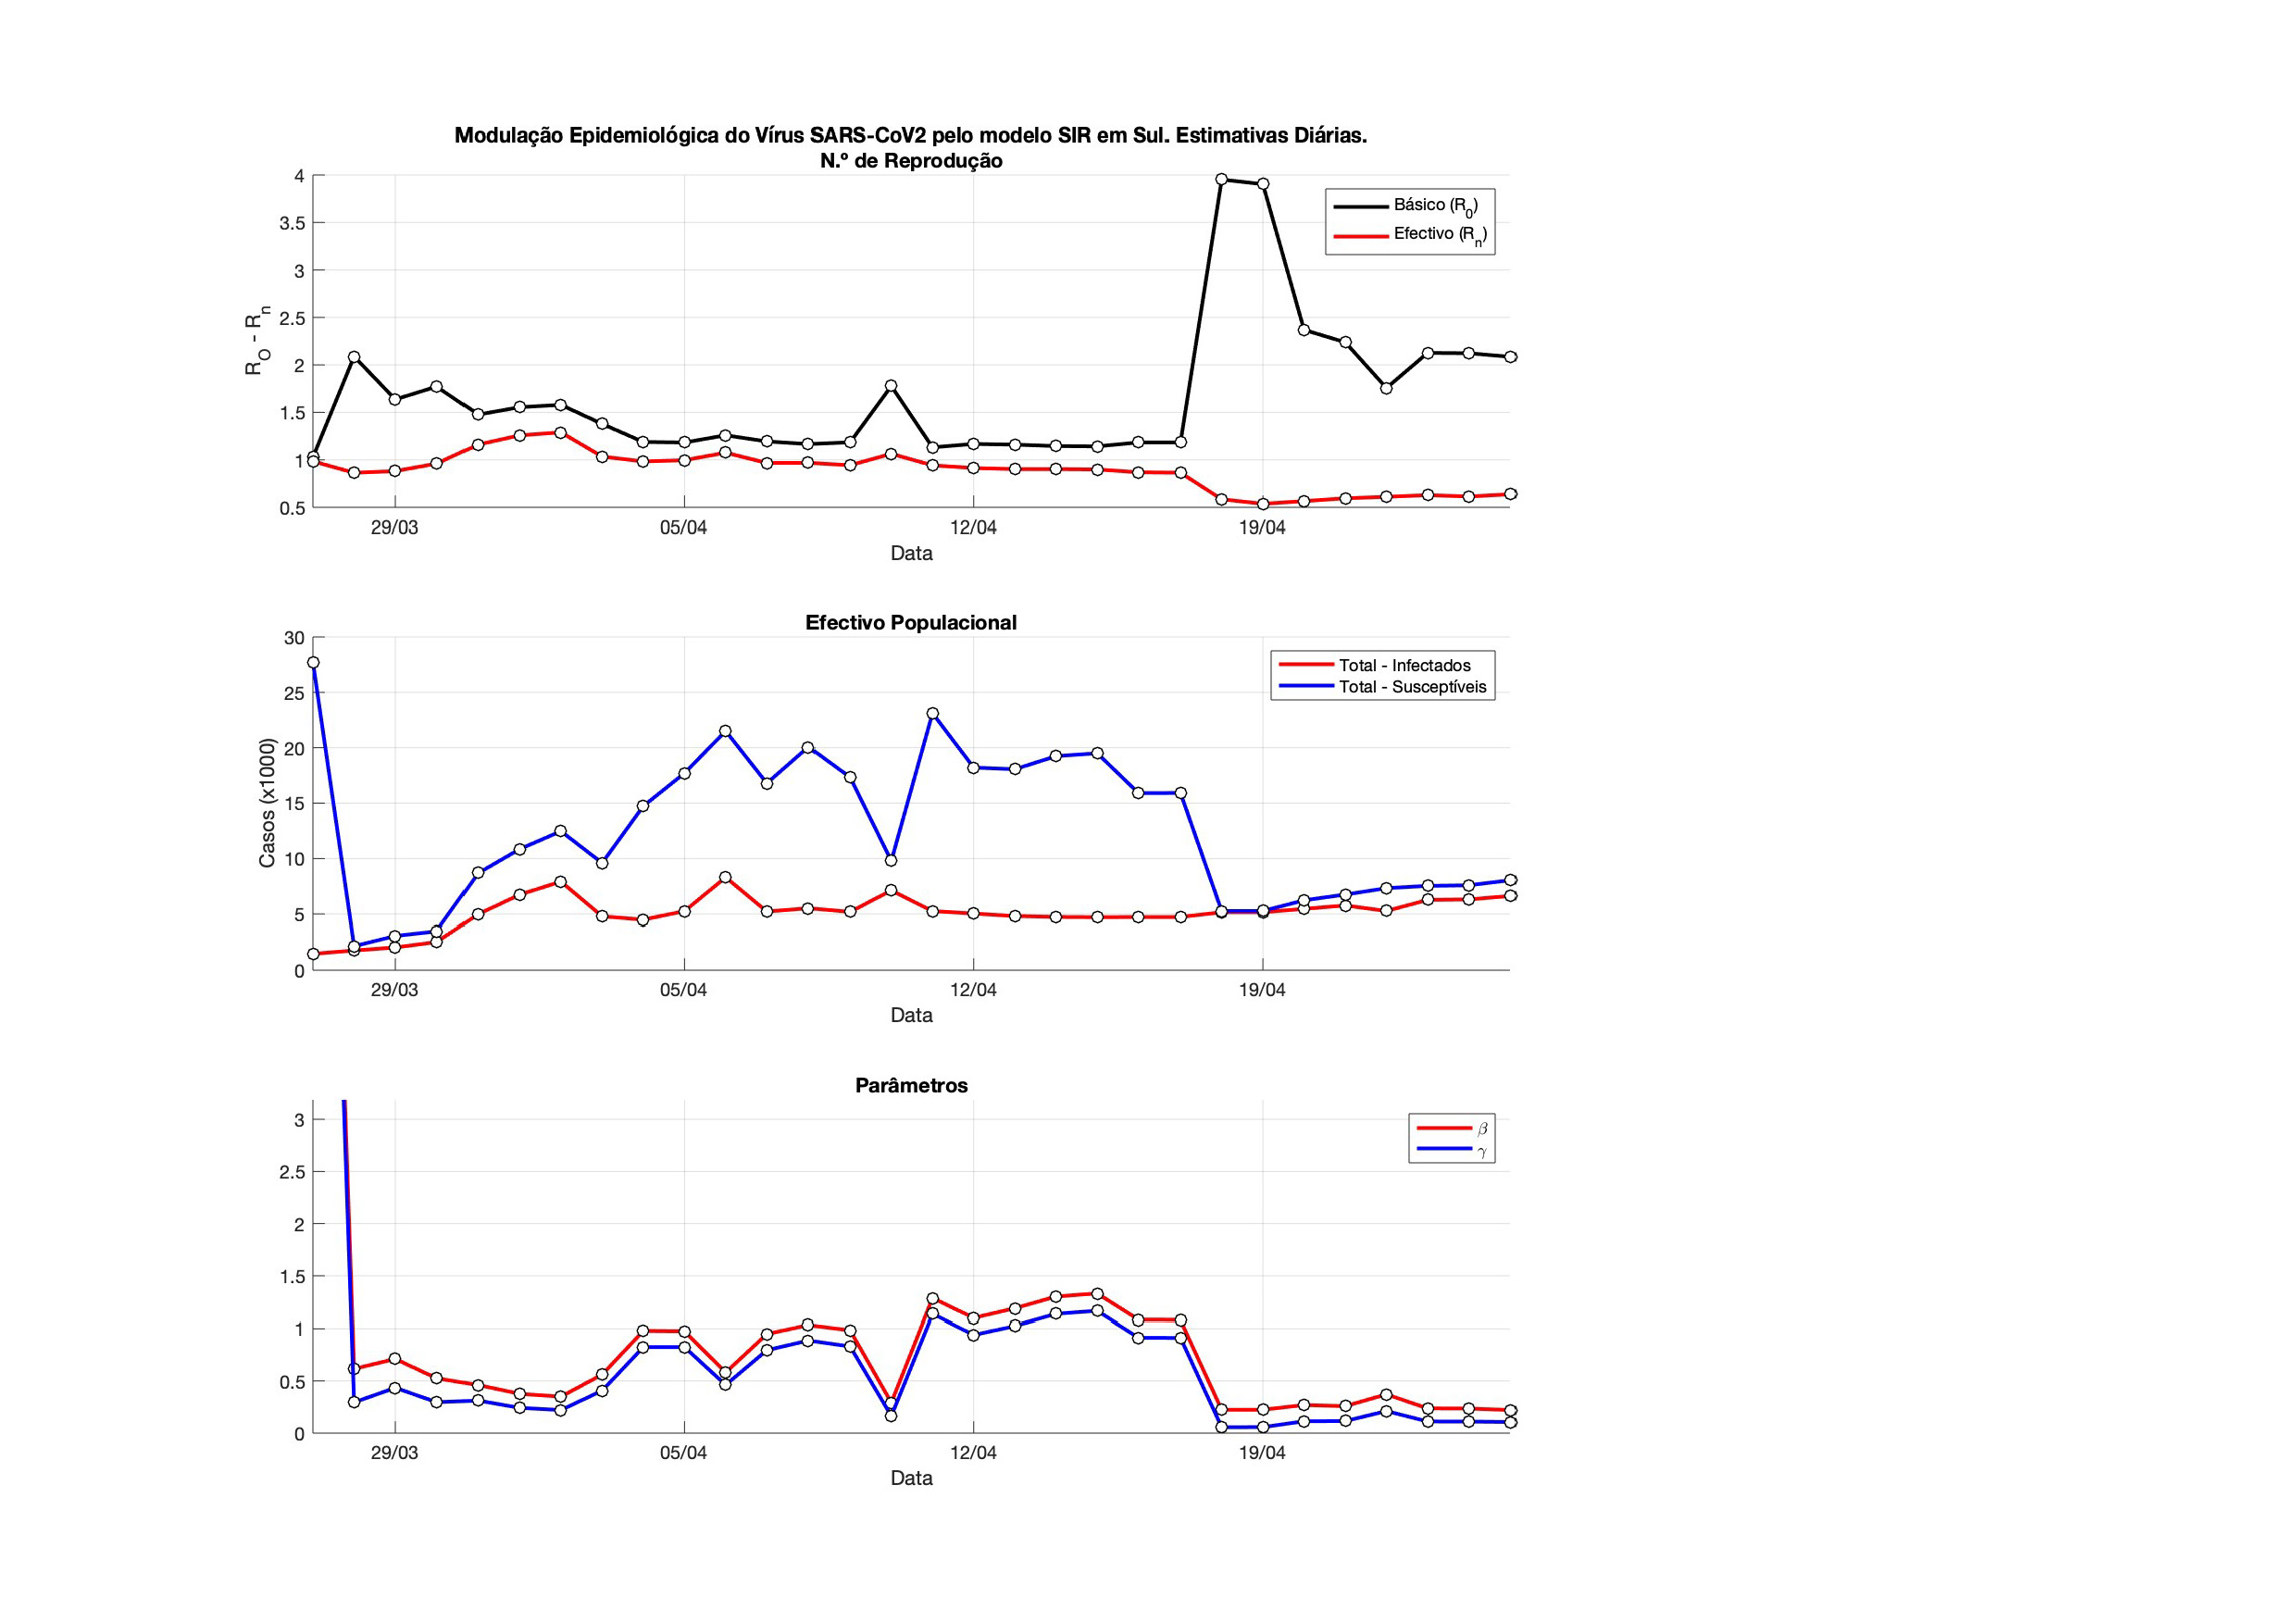 Modulação Epidemiológica do Vírus SARS-CoV2 pelo modelo SIR em Sul. Estimativas Diárias.
N.º de Reprodução
4
3.5
3
2.5
2
1.5
1
0.5
R_O - R_n
Básico (R_0)
Efectivo (R_n)
29/03 05/04 12/04 19/04
Data
Efectivo Populacional
30
25
20
15
10
5
0
Casos (x1000)
Total - Infectados
Total - Susceptíveis
29/03 05/04 12/04 19/04
Data
Parâmetros
3
2.5
2
1.5
1
0.5
0
β
γ
29/03 05/04 12/04 19/04
Data